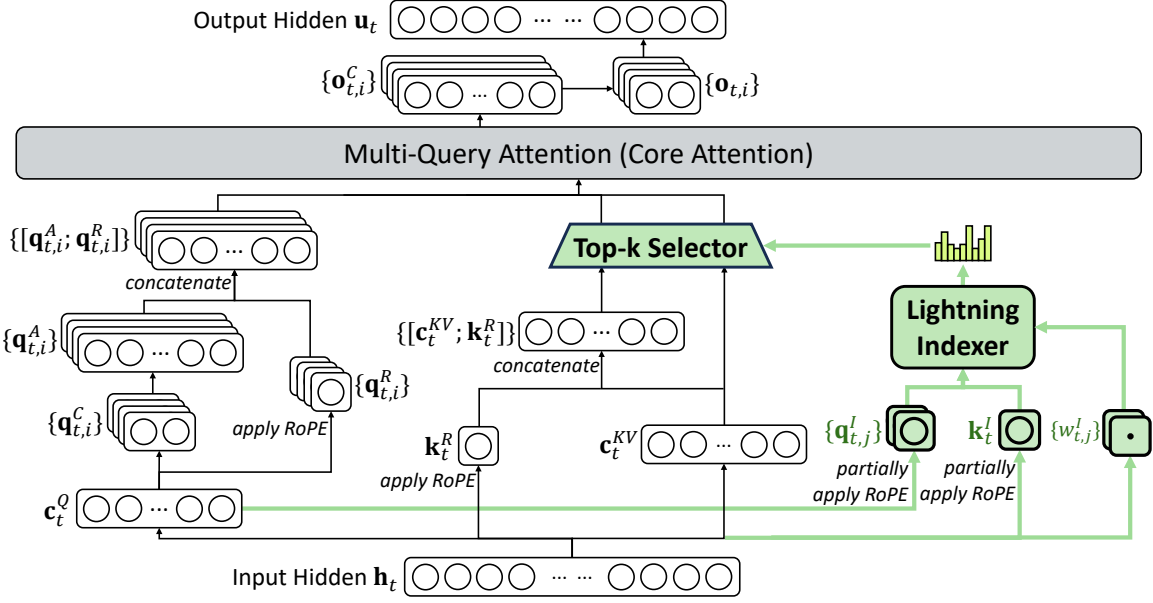 Output Hidden 𝐮ₜ
⋯ ⋯
{𝐨^C_{t,i}}
⋯
{𝐨_{t,i}}
Multi-Query Attention (Core Attention)
{[𝐪^A_{t,i}; 𝐪^R_{t,i}]}
⋯
concatenate
Top-k Selector
{𝐪^A_{t,i}}
⋯
{[𝐜^{KV}_t; 𝐤^R_t]}
⋯
concatenate
Lightning
Indexer
{𝐪^R_{t,i}}
{𝐪^C_{t,i}}
apply RoPE
𝐤^R_t
apply RoPE
𝐜^{KV}_t
⋯
{𝐪^I_{t,j}}
partially
apply RoPE
𝐤^I_t
partially
apply RoPE
{w^I_{t,j}}
𝐜^Q_t
⋯
Input Hidden 𝐡ₜ
⋯ ⋯